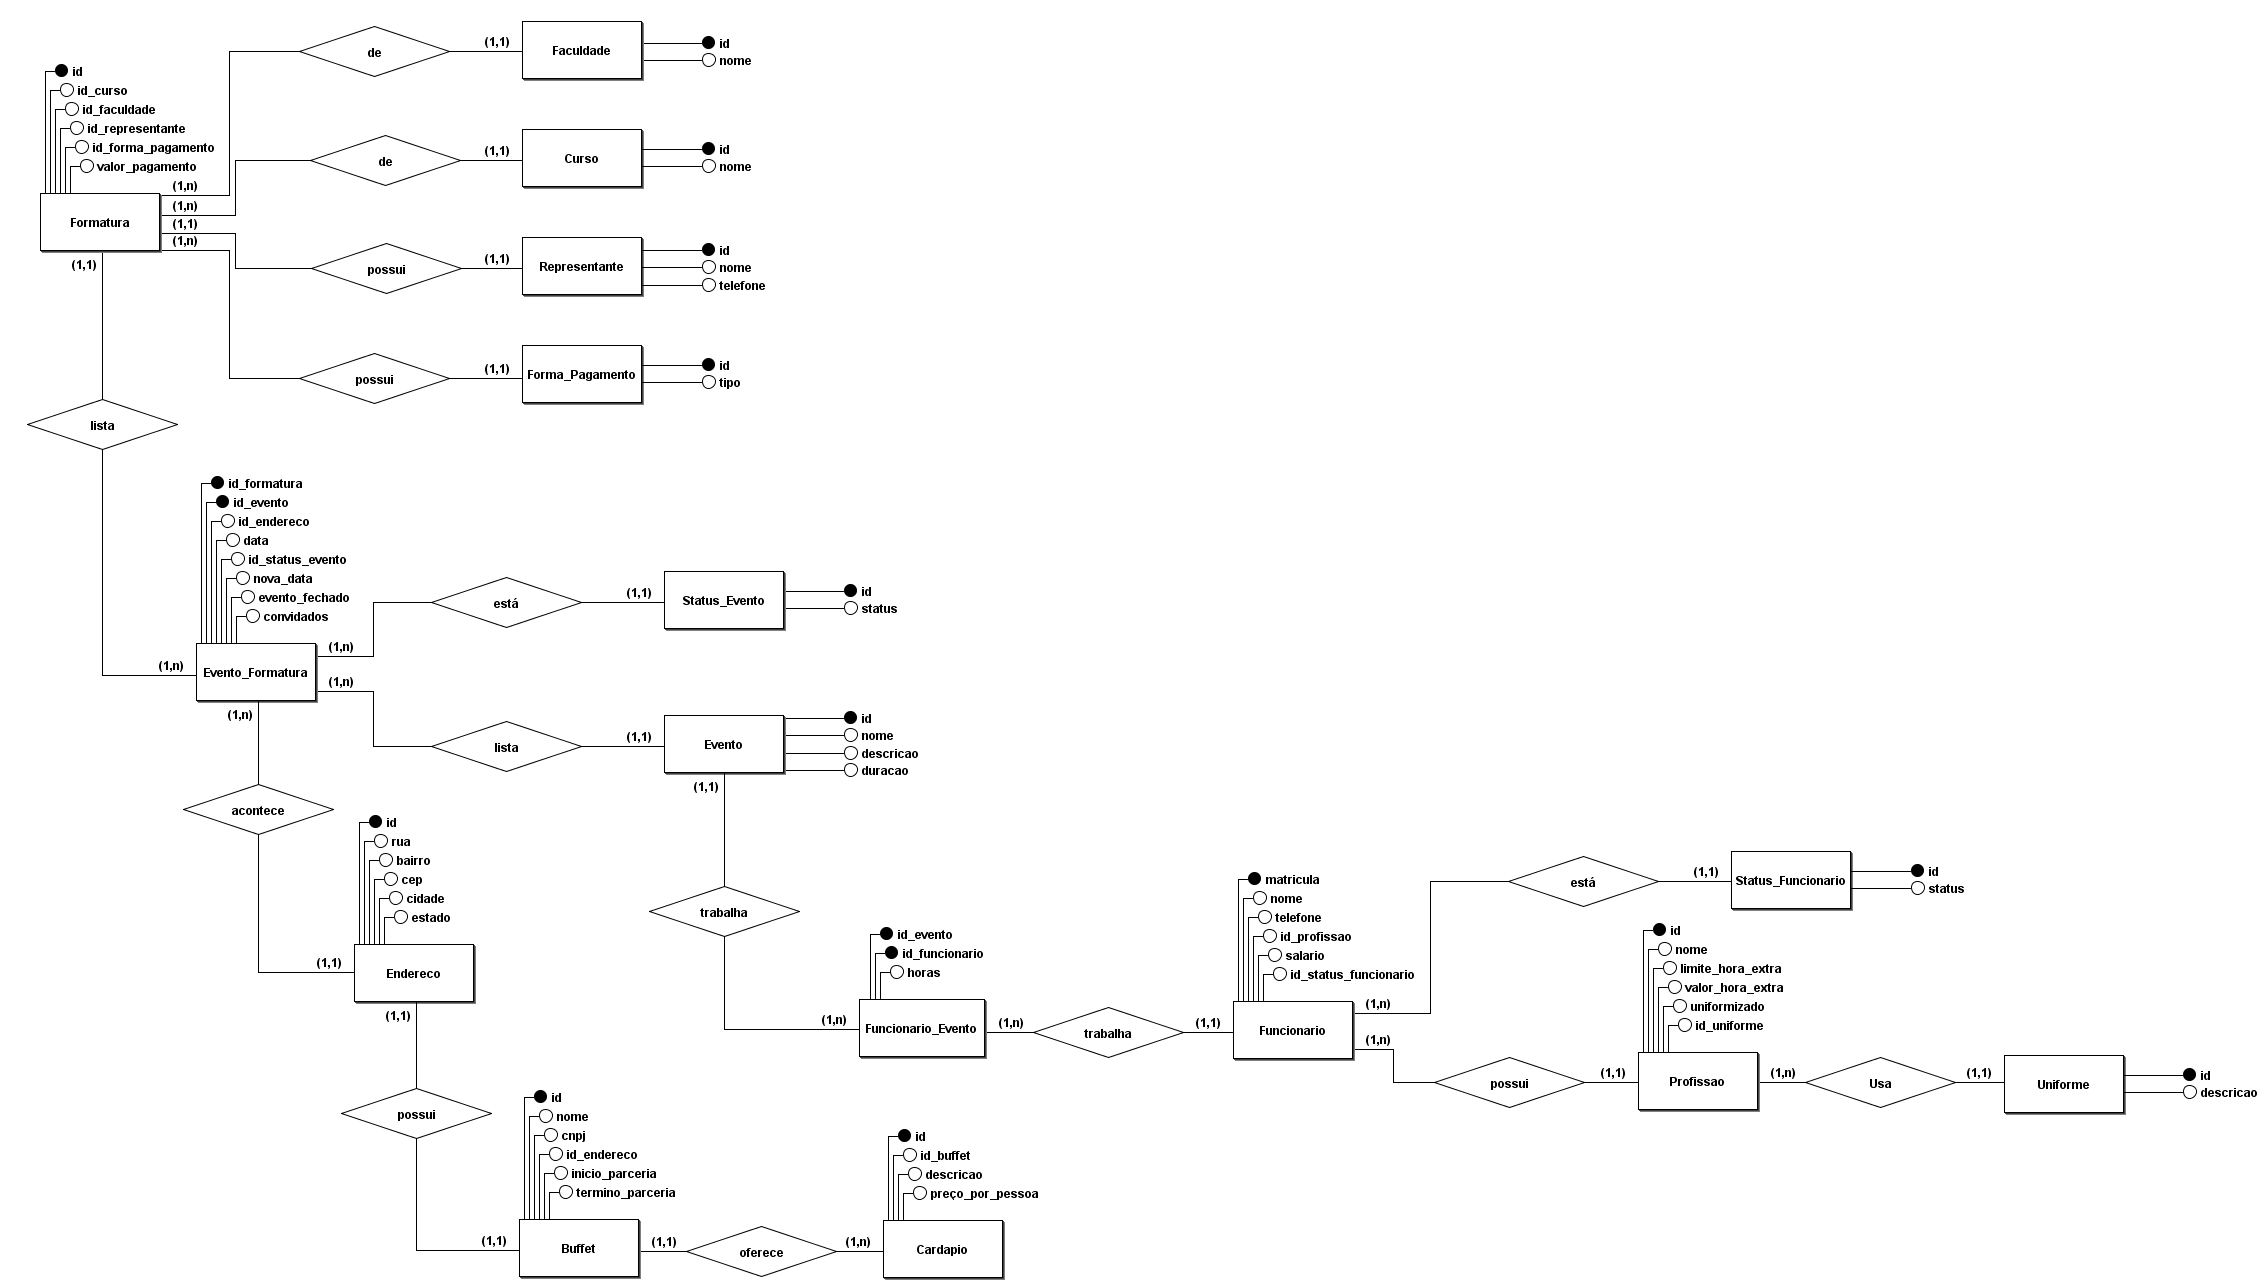 de
(1,1)
Faculdade
id
nome
id
id_curso
id_faculdade
id_representante
id_forma_pagamento
valor_pagamento
(1,n)
(1,n)
(1,1)
(1,n)
Formatura
(1,1)
de
(1,1)
Curso
id
nome
possui
(1,1)
Representante
id
nome
telefone
possui
(1,1)
Forma_Pagamento
id
tipo
lista
id_formatura
id_evento
id_endereco
data
id_status_evento
nova_data
evento_fechado
convidados
(1,n)
Evento_Formatura
(1,n)
(1,n)
(1,n)
está
(1,1)
Status_Evento
id
status
lista
(1,1)
Evento
id
nome
descricao
duracao
(1,1)
acontece
id
rua
bairro
cep
cidade
estado
(1,1)
Endereco
(1,1)
trabalha
id_evento
id_funcionario
horas
(1,n)
Funcionario_Evento
(1,n)
trabalha
(1,1)
matricula
nome
telefone
id_profissao
salario
id_status_funcionario
Funcionario
(1,n)
(1,n)
está
(1,1)
Status_Funcionario
id
status
possui
(1,1)
id
nome
limite_hora_extra
valor_hora_extra
uniformizado
id_uniforme
Profissao
(1,n)
Usa
(1,1)
Uniforme
id
descricao
possui
id
nome
cnpj
id_endereco
inicio_parceria
termino_parceria
(1,1)
Buffet
(1,1)
oferece
(1,n)
id
id_buffet
descricao
preço_por_pessoa
Cardapio